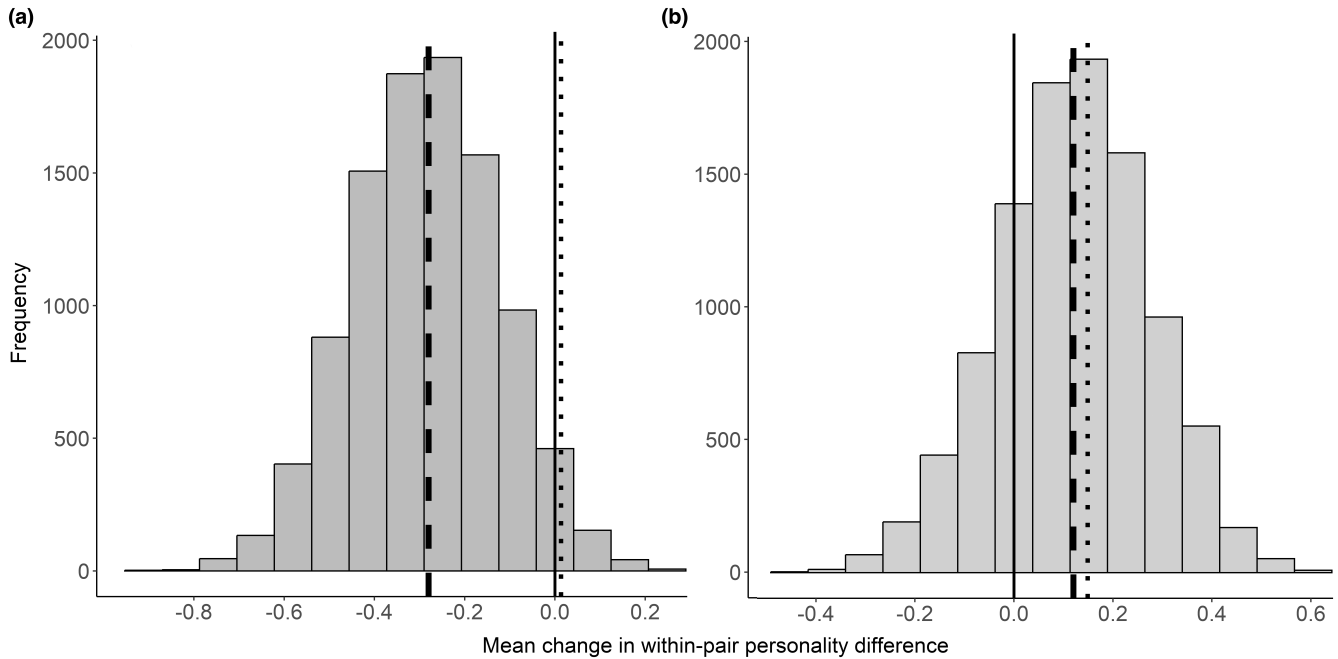 (a)
2000
1500
1000
500
0
-0.8 -0.6 -0.4 -0.2 0.0 0.2
(b)
2000
1500
1000
500
0
-0.4 -0.2 0.0 0.2 0.4 0.6
Frequency
Mean change in within-pair personality difference